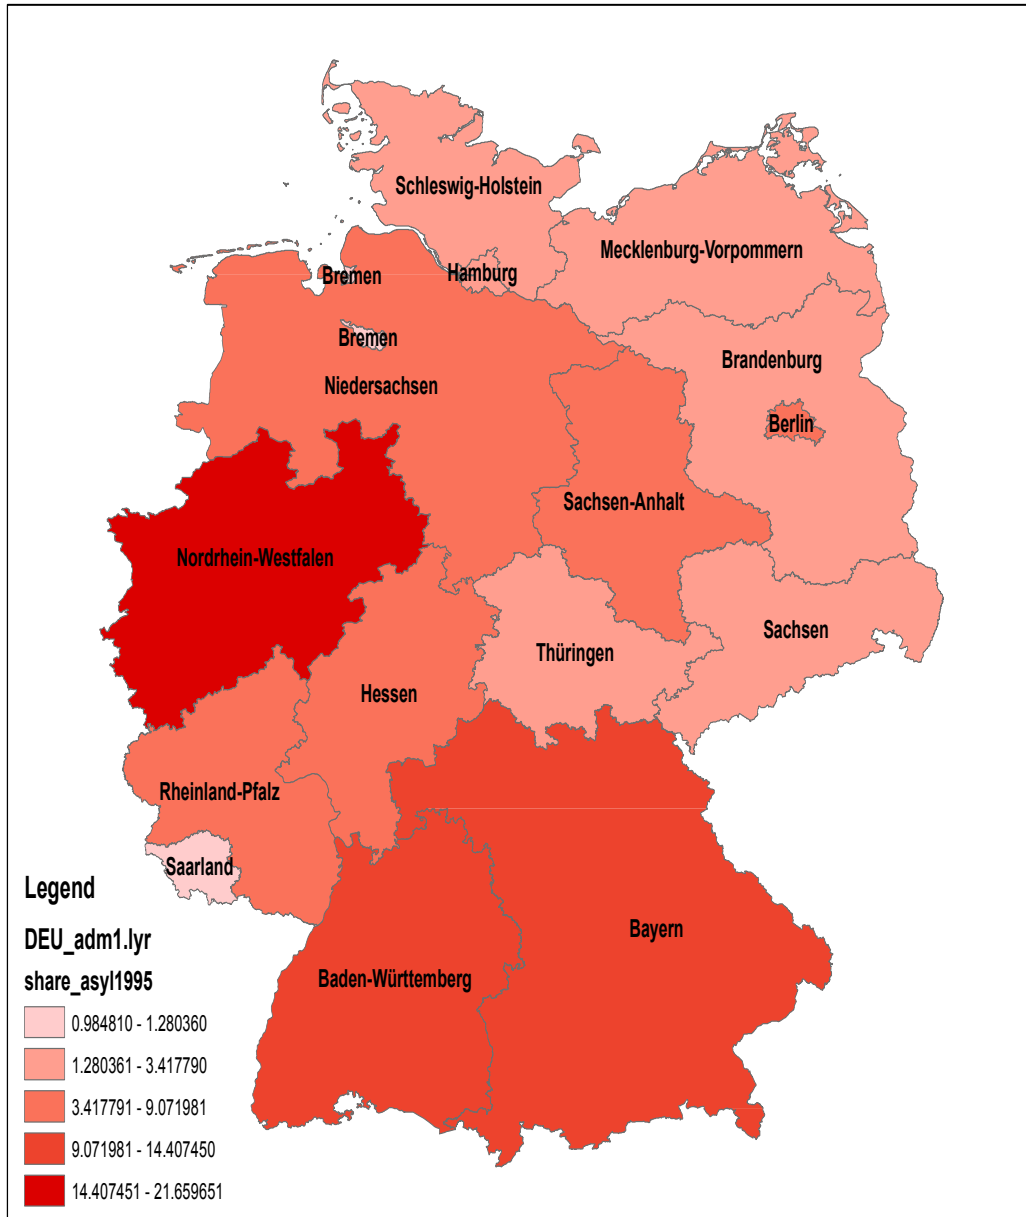 Schleswig-Holstein
Mecklenburg-Vorpommern
Hamburg
Bremen
Bremen
Brandenburg
Niedersachsen
Berlin
Sachsen-Anhalt
Nordrhein-Westfalen
Sachsen
Thüringen
Hessen
Rheinland-Pfalz
Saarland
Bayern
Baden-Württemberg
Legend
DEU_adm1.lyr
share_asyl1995
0.984810 - 1.280360
1.280361 - 3.417790
3.417791 - 9.071981
9.071981 - 14.407450
14.407451 - 21.659651